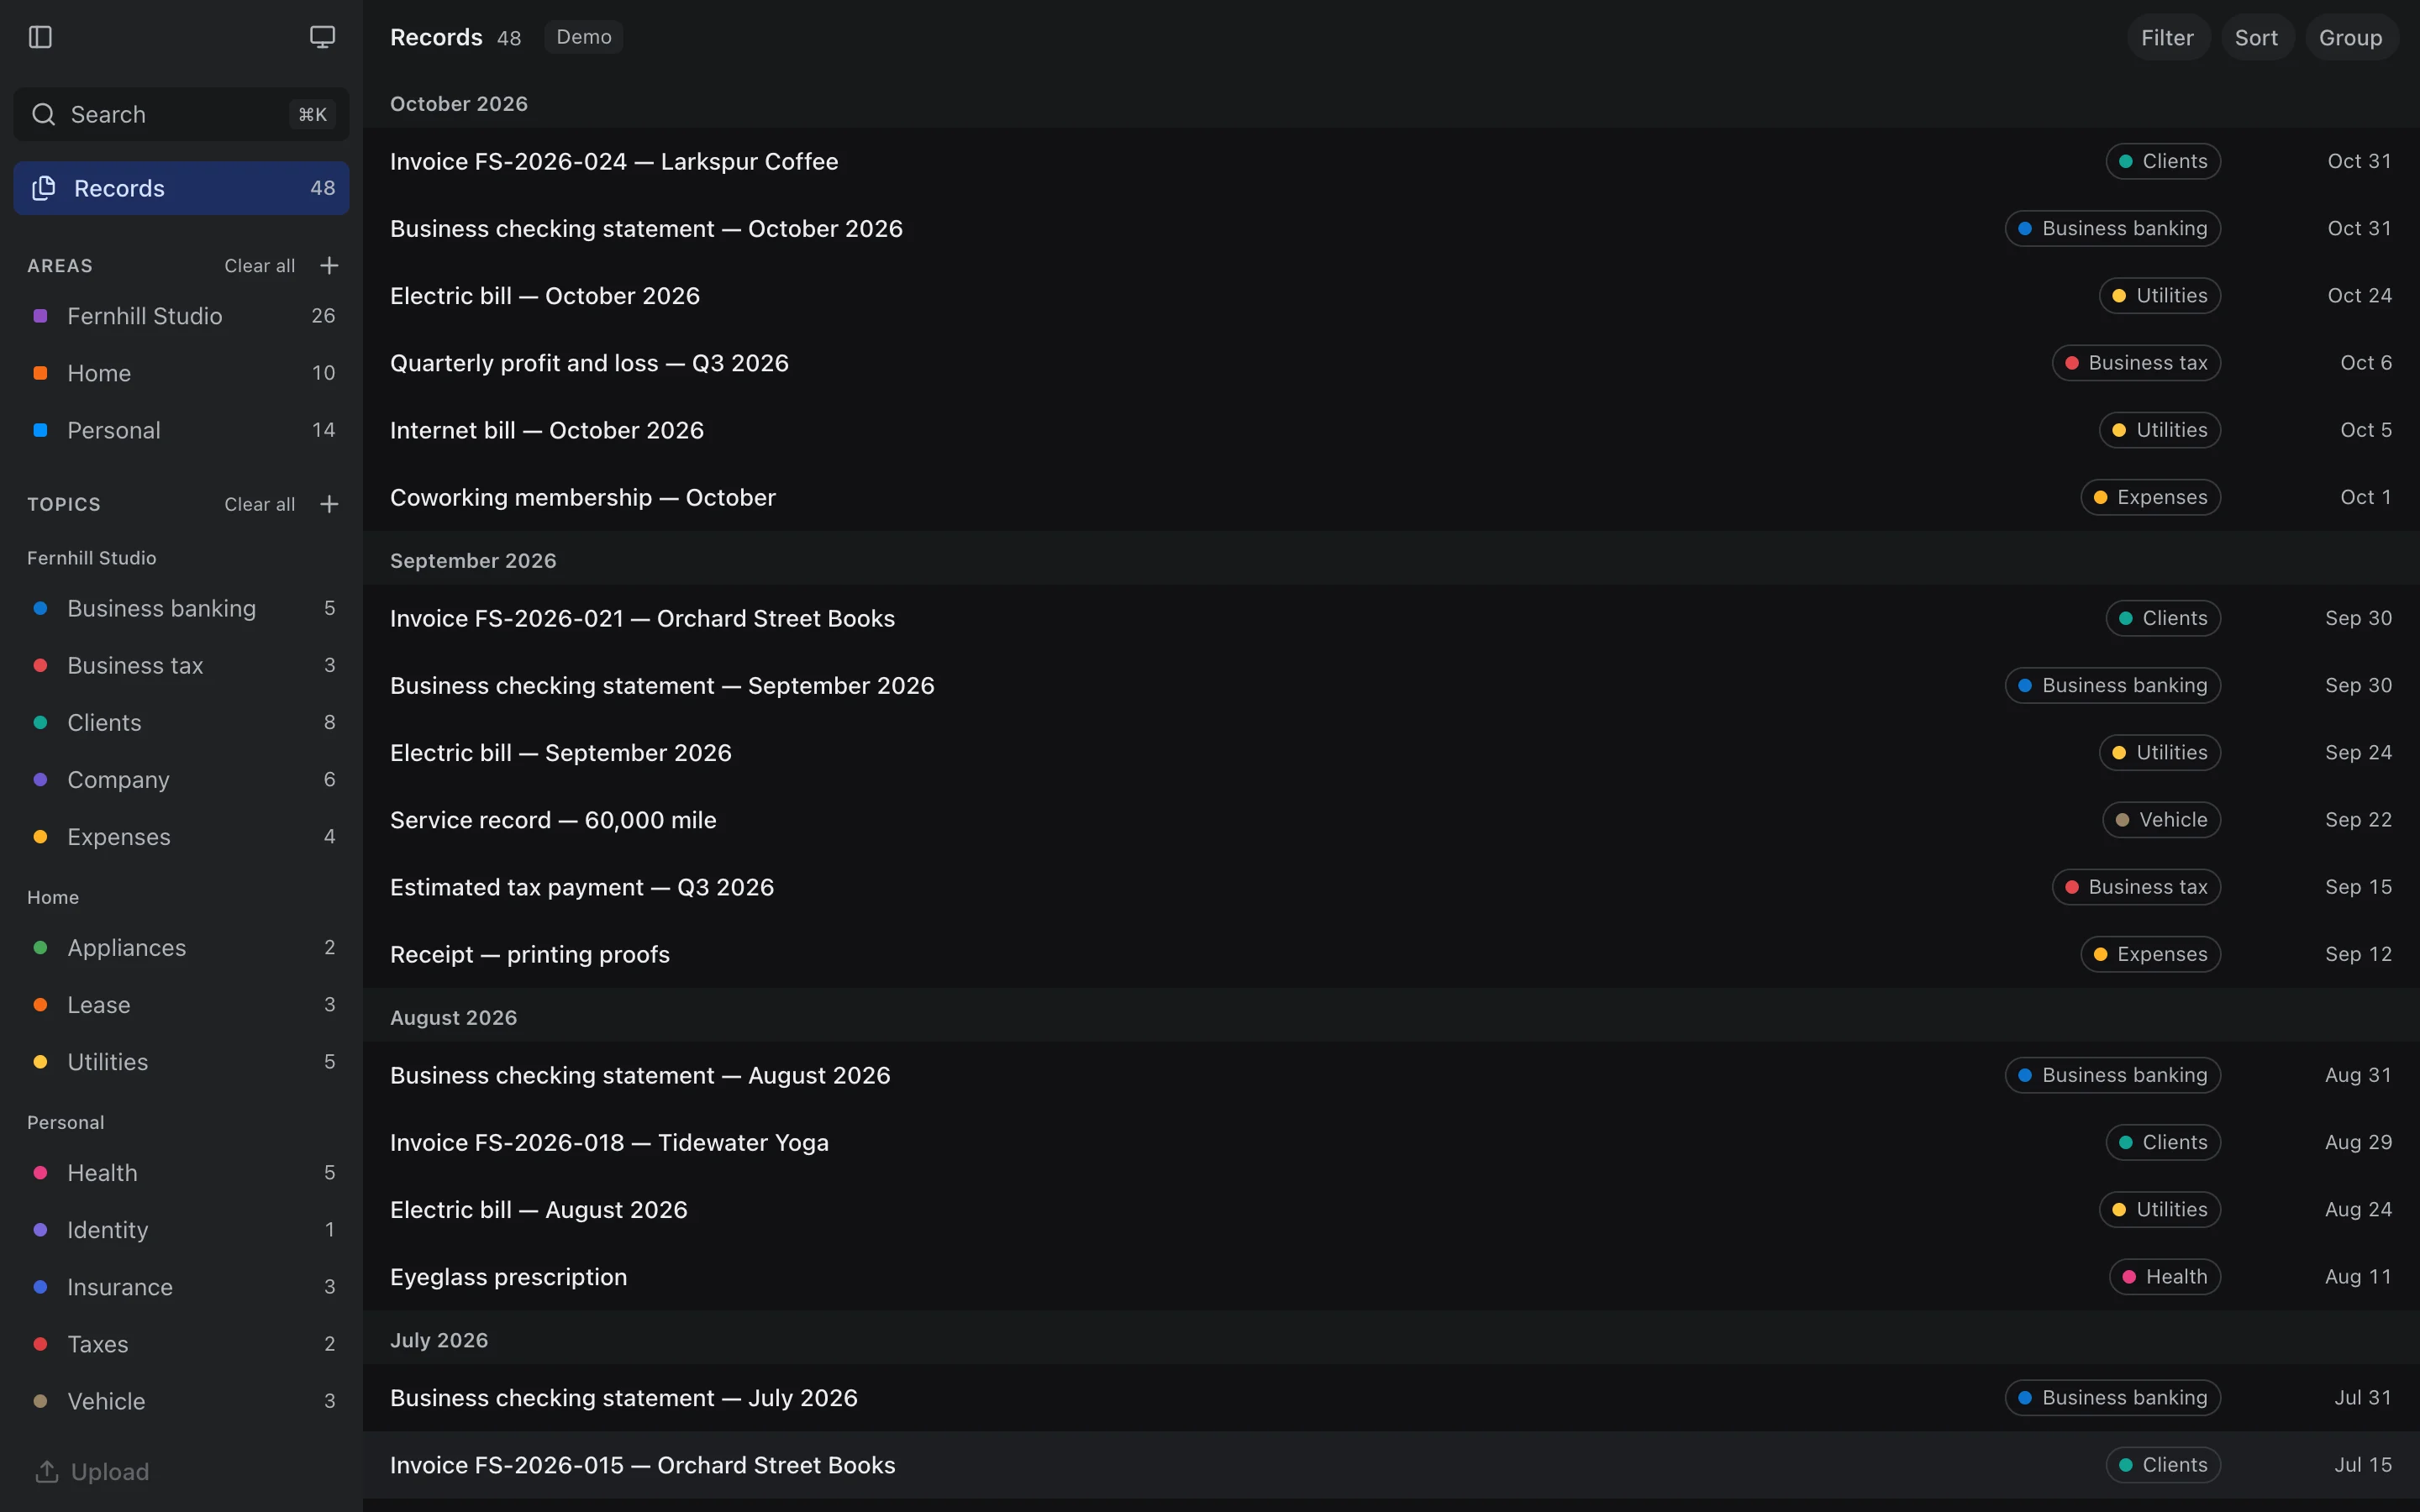 Search ⌘K
Records 48
AREAS Clear all
Fernhill Studio 26
Home 10
Personal 14
TOPICS Clear all
Fernhill Studio
Business banking 5
Business tax 3
Clients 8
Company 6
Expenses 4
Home
Appliances 2
Lease 3
Utilities 5
Personal
Health 5
Identity 1
Insurance 3
Taxes 2
Vehicle 3
Upload
Records 48 Demo Filter Sort Group
October 2026
Invoice FS-2026-024 — Larkspur Coffee Clients Oct 31
Business checking statement — October 2026 Business banking Oct 31
Electric bill — October 2026 Utilities Oct 24
Quarterly profit and loss — Q3 2026 Business tax Oct 6
Internet bill — October 2026 Utilities Oct 5
Coworking membership — October Expenses Oct 1
September 2026
Invoice FS-2026-021 — Orchard Street Books Clients Sep 30
Business checking statement — September 2026 Business banking Sep 30
Electric bill — September 2026 Utilities Sep 24
Service record — 60,000 mile Vehicle Sep 22
Estimated tax payment — Q3 2026 Business tax Sep 15
Receipt — printing proofs Expenses Sep 12
August 2026
Business checking statement — August 2026 Business banking Aug 31
Invoice FS-2026-018 — Tidewater Yoga Clients Aug 29
Electric bill — August 2026 Utilities Aug 24
Eyeglass prescription Health Aug 11
July 2026
Business checking statement — July 2026 Business banking Jul 31
Invoice FS-2026-015 — Orchard Street Books Clients Jul 15